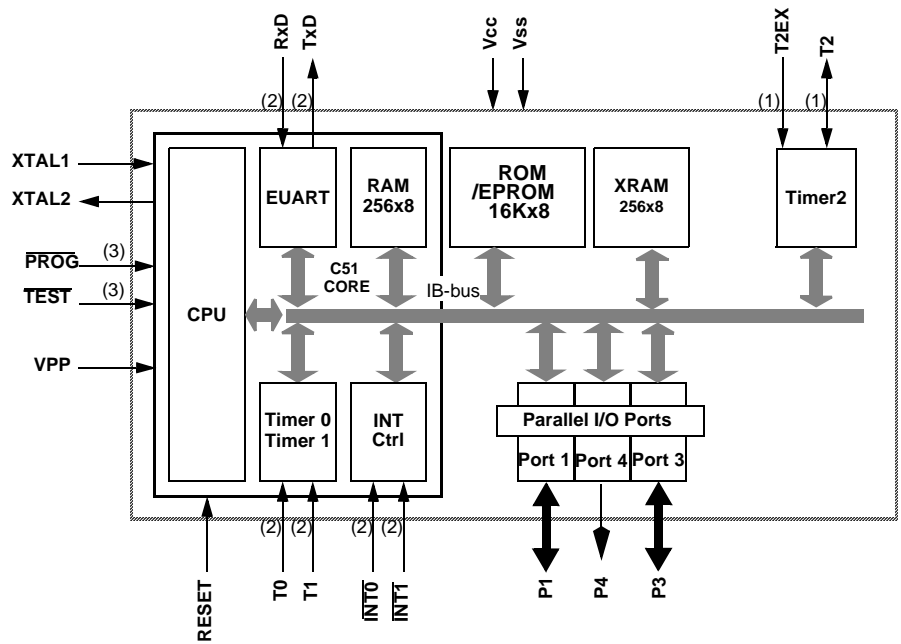 RxD
TxD
Vcc
Vss
T2EX
T2
(2) (2)
(1) (1)
XTAL1
XTAL2
PROG (3)
TEST (3)
VPP
CPU
EUART
RAM
256x8
ROM
/EPROM
16Kx8
XRAM
256x8
Timer2
C51
CORE
IB-bus
Timer 0
Timer 1
INT
Ctrl
Parallel I/O Ports
Port 1
Port 4
Port 3
(2) (2)
(2) (2)
RESET
T0
T1
INT0
INT1
P1
P4
P3